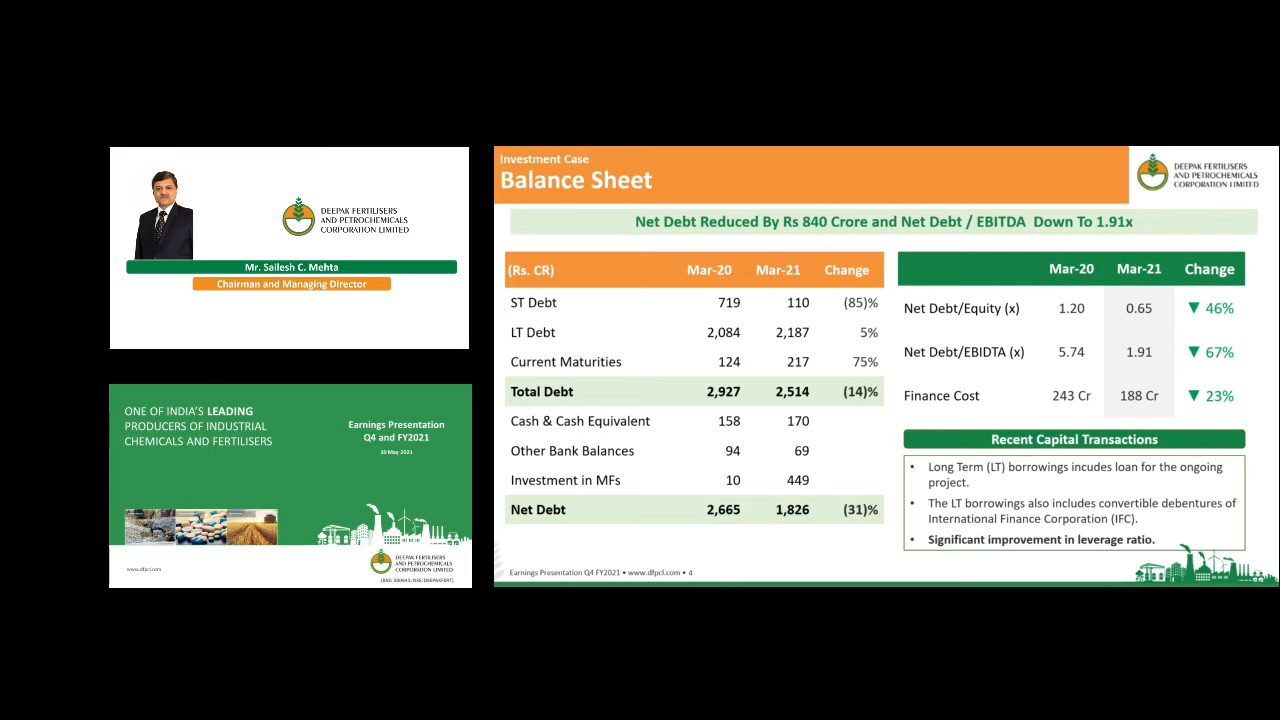 DEEPAK FERTILISERS
AND PETROCHEMICALS
CORPORATION LIMITED
Mr. Sailesh C. Mehta
Chairman and Managing Director
ONE OF INDIA'S LEADING
PRODUCERS OF INDUSTRIAL
CHEMICALS AND FERTILISERS
Earnings Presentation
Q4 and FY2021
30 May 2021
www.dfpcl.com
DEEPAK FERTILISERS
AND PETROCHEMICALS
CORPORATION LIMITED
(BSE: 500645; NSE: DEEPAKFERT)
Investment Case
Balance Sheet
DEEPAK FERTILISERS
AND PETROCHEMICALS
CORPORATION LIMITED
Net Debt Reduced By Rs 840 Crore and Net Debt / EBITDA Down To 1.91x
(Rs. CR) Mar-20 Mar-21 Change
ST Debt 719 110 (85)%
LT Debt 2,084 2,187 5%
Current Maturities 124 217 75%
Total Debt 2,927 2,514 (14)%
Cash & Cash Equivalent 158 170
Other Bank Balances 94 69
Investment in MFs 10 449
Net Debt 2,665 1,826 (31)%
Mar-20 Mar-21 Change
Net Debt/Equity (x) 1.20 0.65 ▼ 46%
Net Debt/EBIDTA (x) 5.74 1.91 ▼ 67%
Finance Cost 243 Cr 188 Cr ▼ 23%
Recent Capital Transactions
• Long Term (LT) borrowings incudes loan for the ongoing
project.
• The LT borrowings also includes convertible debentures of
International Finance Corporation (IFC).
• Significant improvement in leverage ratio.
Earnings Presentation Q4 FY2021 • www.dfpcl.com • 4